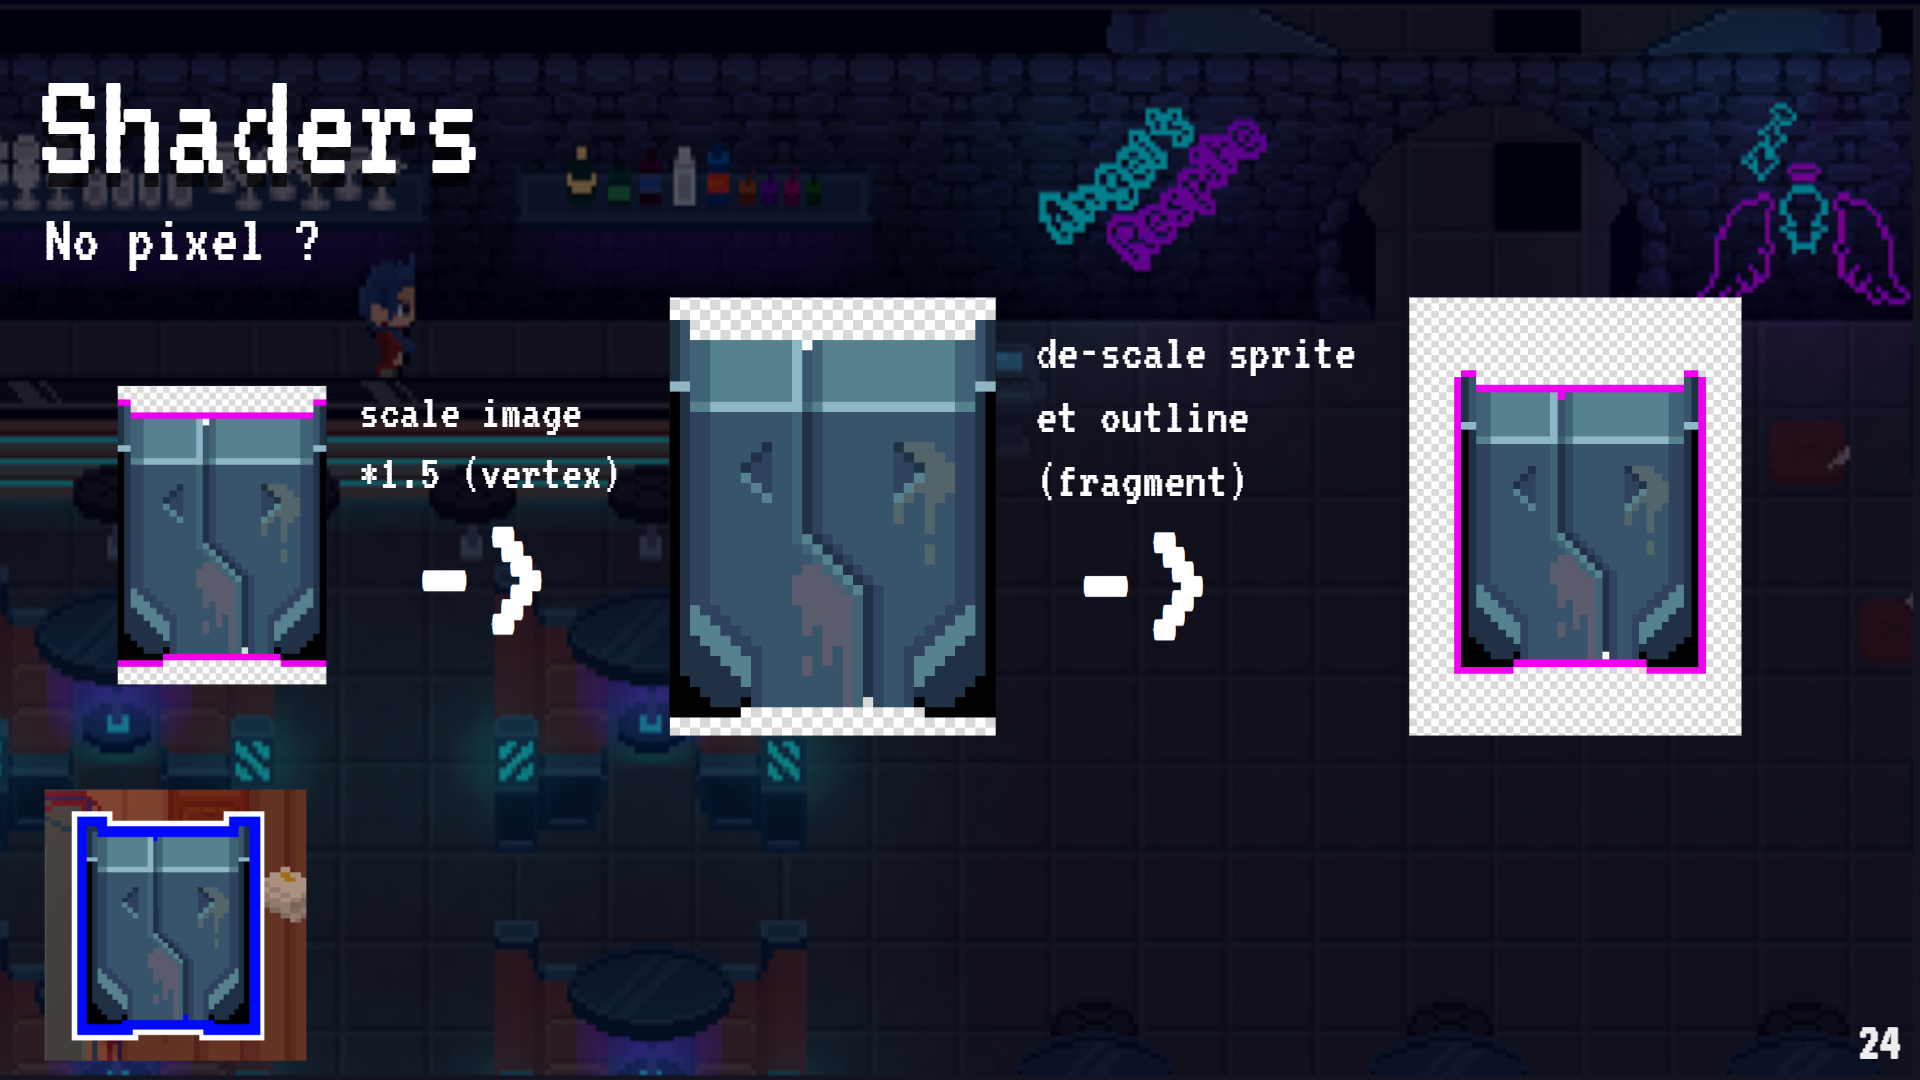 Shaders
No pixel ?
scale image
*1.5 (vertex)
->
de-scale sprite
et outline
(fragment)
->
24